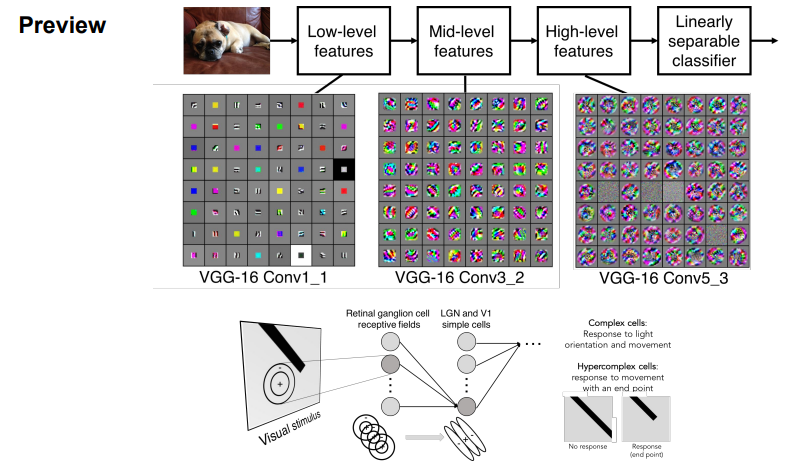 Preview
Low-level
features
Mid-level
features
High-level
features
Linearly
separable
classifier
VGG-16 Conv1_1
VGG-16 Conv3_2
VGG-16 Conv5_3
Retinal ganglion cell
receptive fields
LGN and V1
simple cells
Complex cells:
Response to light
orientation and movement
Hypercomplex cells:
response to movement
with an end point
Visual stimulus
No response
Response
(end point)